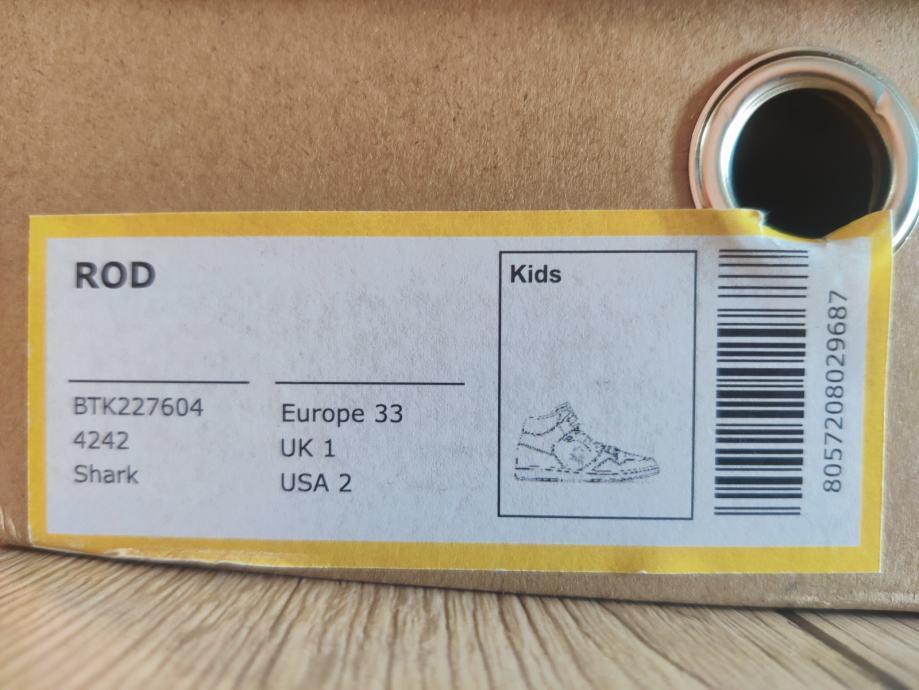 ROD
BTK227604
4242
Shark
Europe 33
UK 1
USA 2
Kids
8057208029687